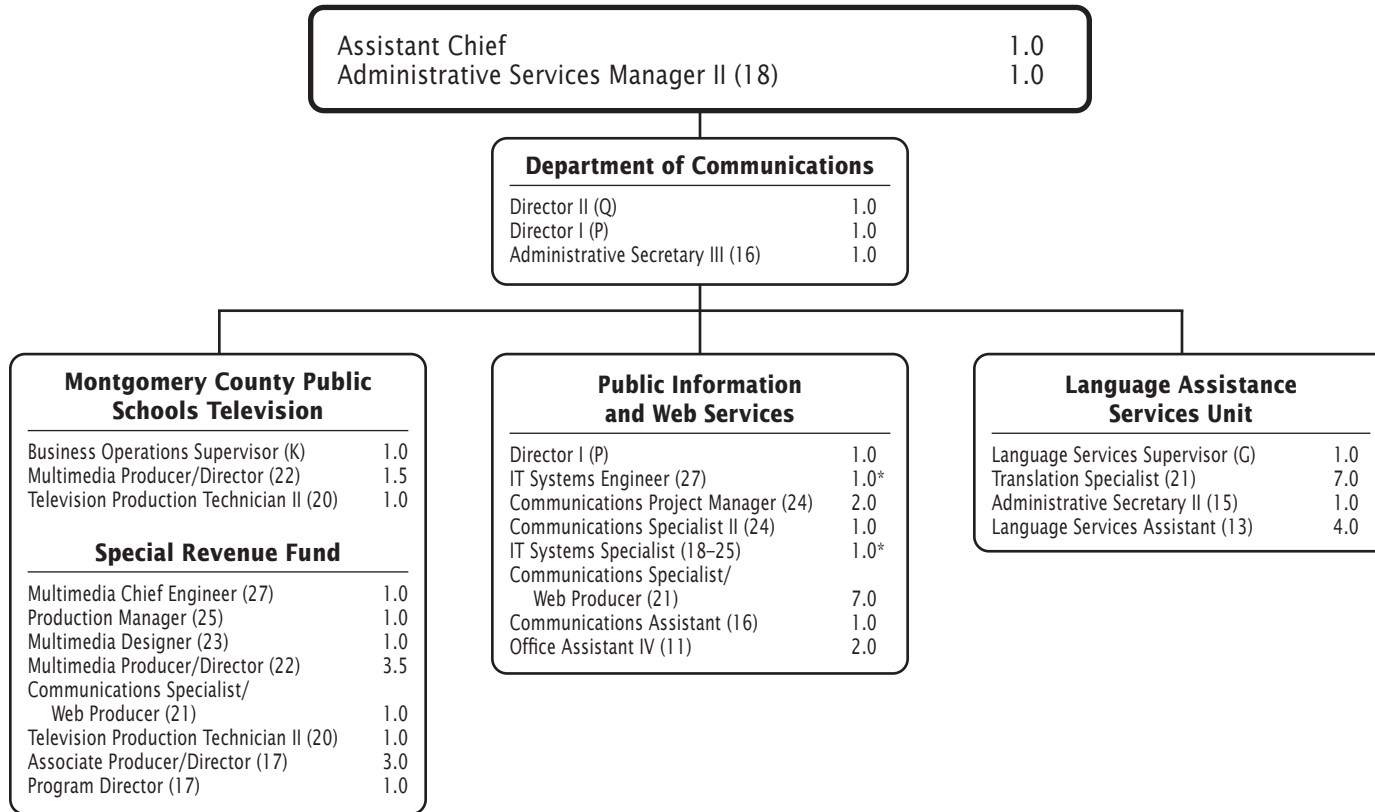 Assistant Chief 1.0
Administrative Services Manager II (18) 1.0
Department of Communications
Director II (Q) 1.0
Director I (P) 1.0
Administrative Secretary III (16) 1.0
Montgomery County Public
Schools Television
Business Operations Supervisor (K) 1.0
Multimedia Producer/Director (22) 1.5
Television Production Technician II (20) 1.0
Special Revenue Fund
Multimedia Chief Engineer (27) 1.0
Production Manager (25) 1.0
Multimedia Designer (23) 1.0
Multimedia Producer/Director (22) 3.5
Communications Specialist/
Web Producer (21) 1.0
Television Production Technician II (20) 1.0
Associate Producer/Director (17) 3.0
Program Director (17) 1.0
Public Information
and Web Services
Director I (P) 1.0
IT Systems Engineer (27) 1.0*
Communications Project Manager (24) 2.0
Communications Specialist II (24) 1.0
IT Systems Specialist (18–25) 1.0*
Communications Specialist/
Web Producer (21) 7.0
Communications Assistant (16) 1.0
Office Assistant IV (11) 2.0
Language Assistance
Services Unit
Language Services Supervisor (G) 1.0
Translation Specialist (21) 7.0
Administrative Secretary II (15) 1.0
Language Services Assistant (13) 4.0